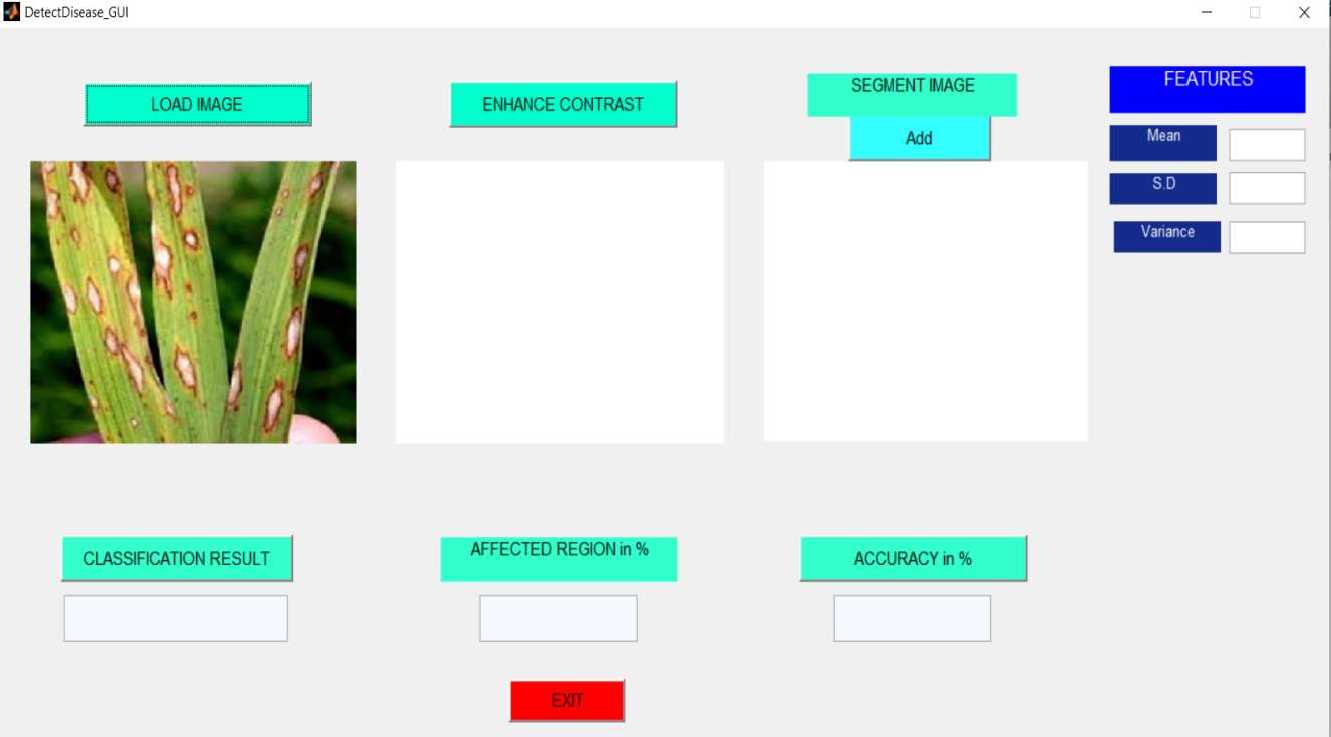 DetectDisease_GUI
LOAD IMAGE
ENHANCE CONTRAST
SEGMENT IMAGE
Add
FEATURES
Mean
S.D
Variance
CLASSIFICATION RESULT
AFFECTED REGION in %
ACCURACY in %
EXIT